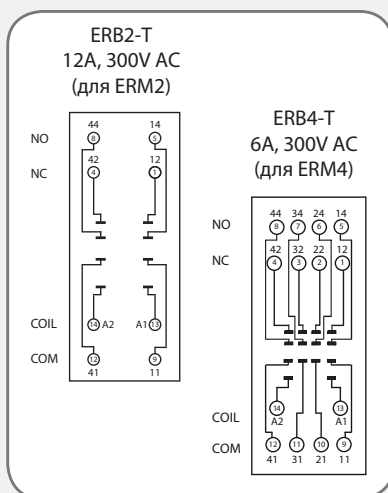 ERB2-T
12A, 300V AC
(для ERM2)
44 14
NO 8 5
42 12
NC 4 1
COIL 14 A2 A1 13
COM 12 9
41 11
ERB4-T
6A, 300V AC
(для ERM4)
44 34 24 14
NO 8 7 6 5
42 32 22 12
NC 4 3 2 1
14 13
COIL A2 A1
COM 12 11 10 9
41 31 21 11